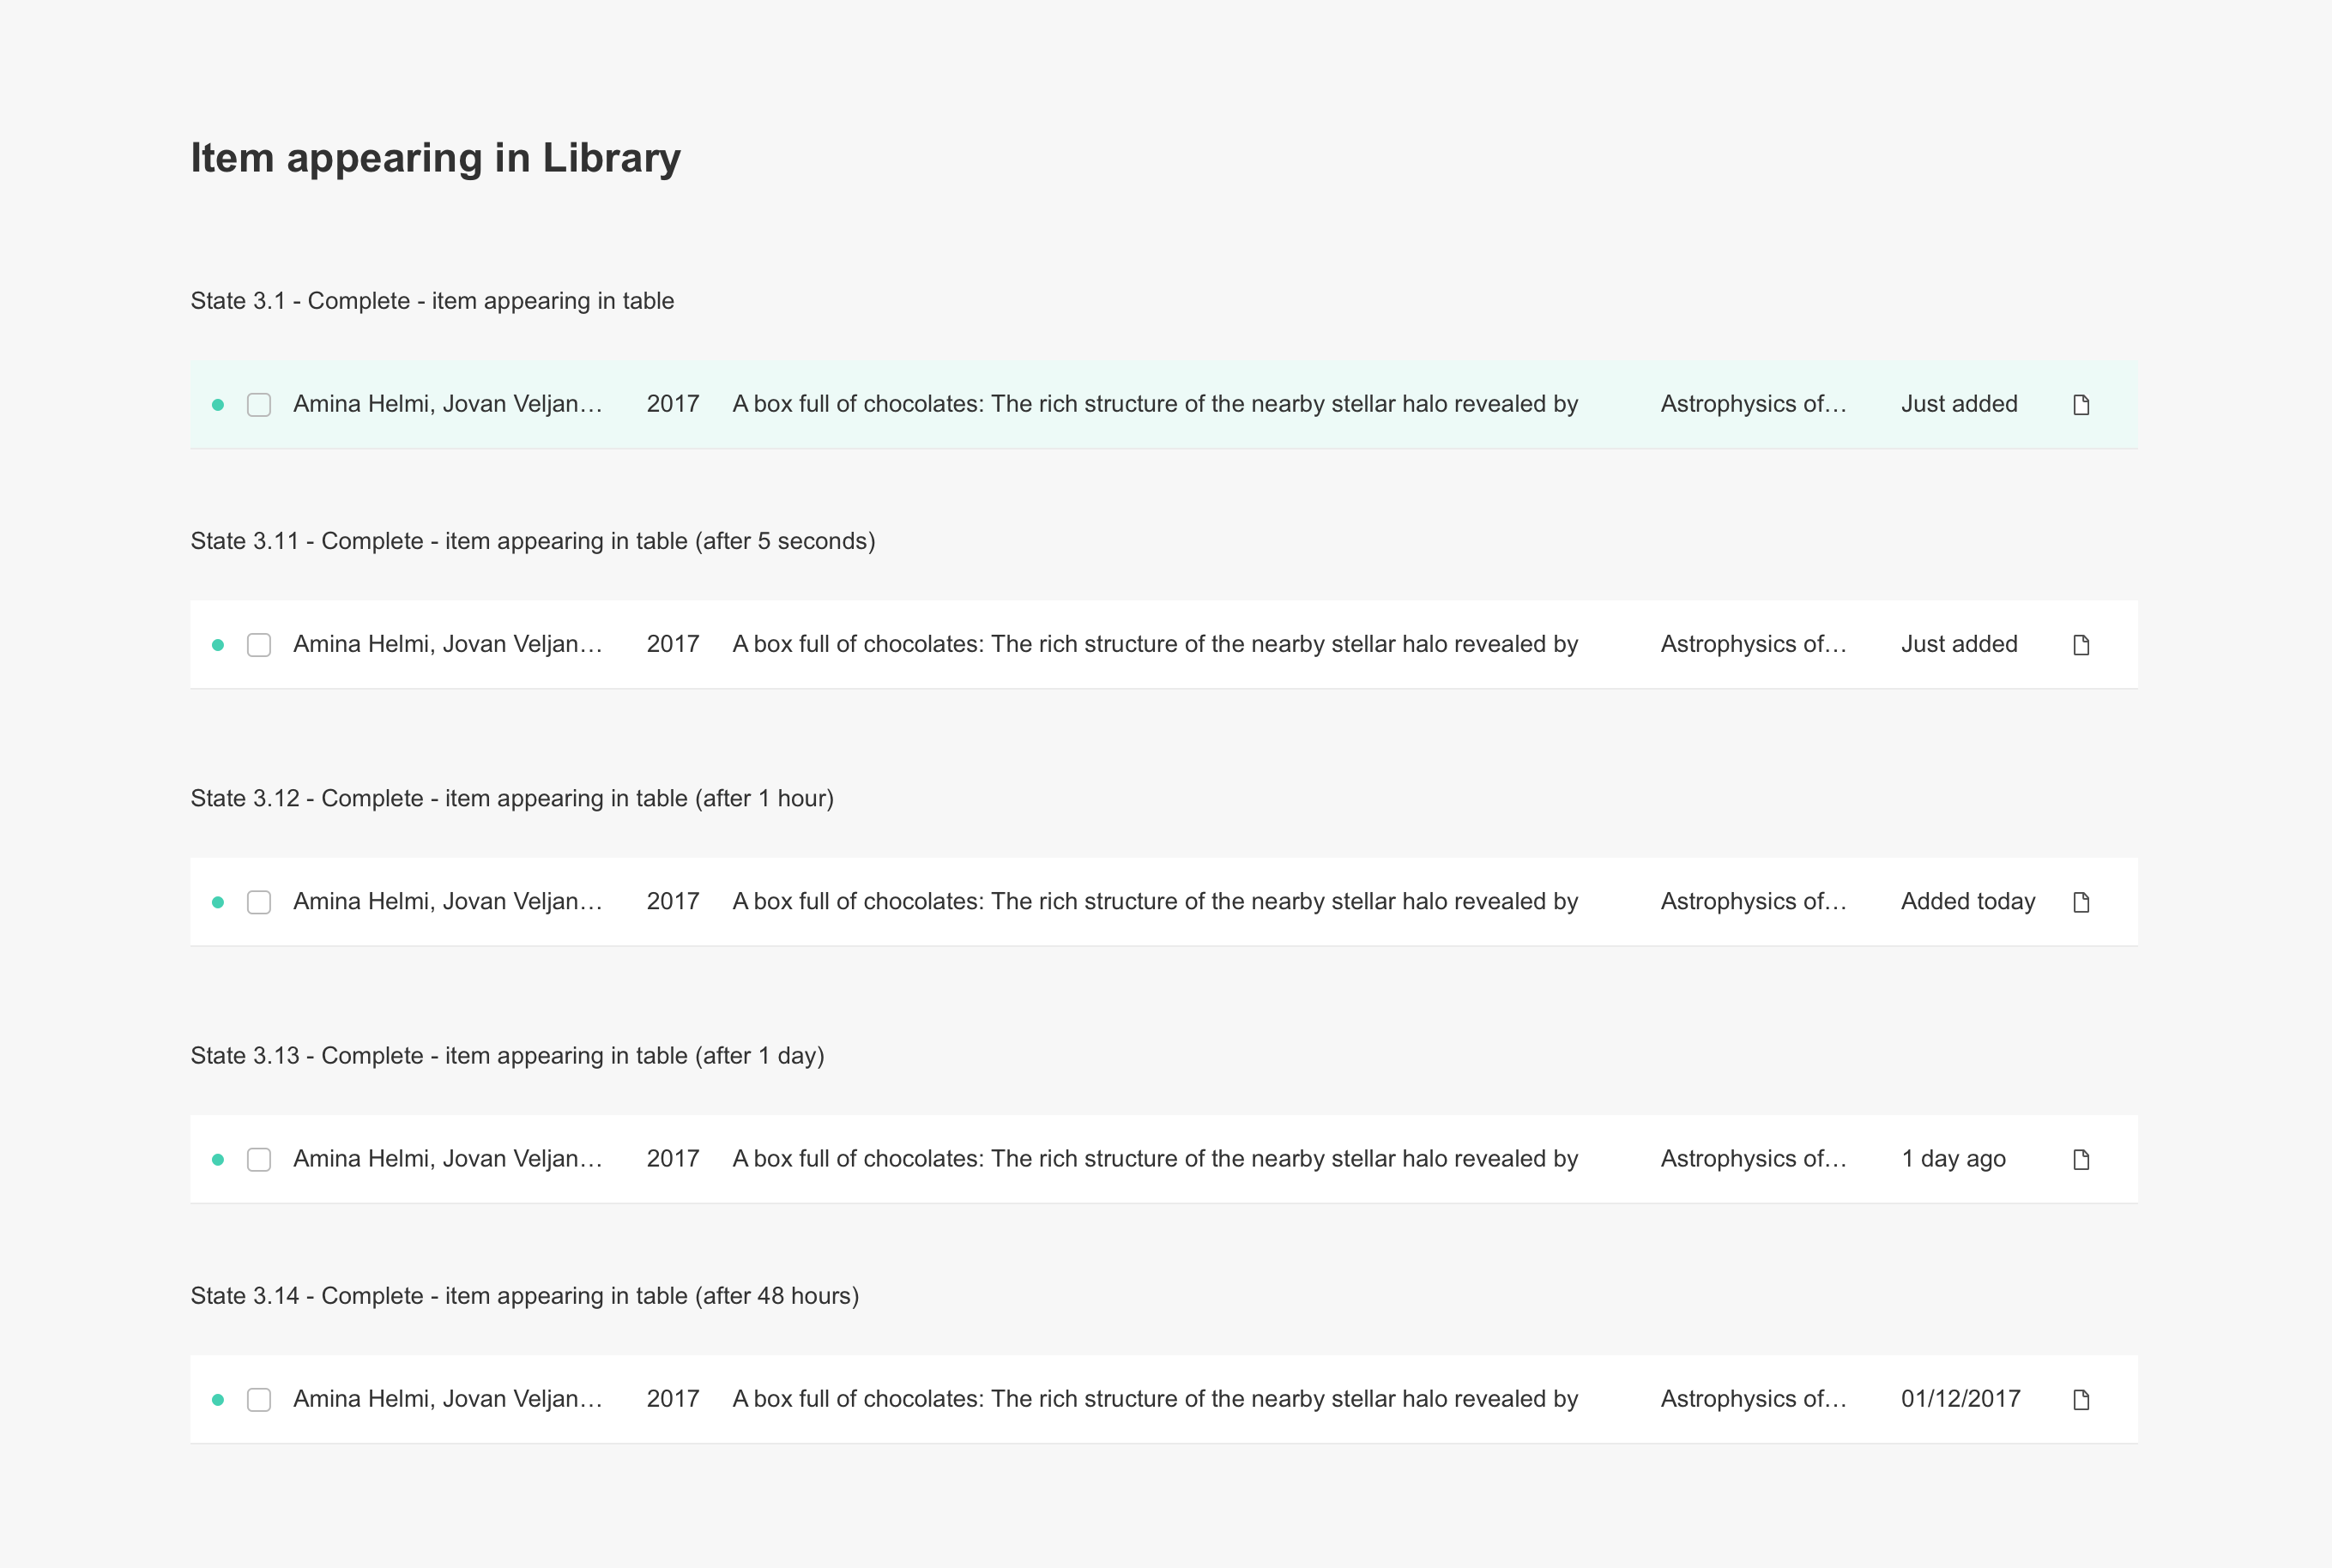 Item appearing in Library
State 3.1 - Complete - item appearing in table
Amina Helmi, Jovan Veljan… 2017 A box full of chocolates: The rich structure of the nearby stellar halo revealed by Astrophysics of… Just added
State 3.11 - Complete - item appearing in table (after 5 seconds)
Amina Helmi, Jovan Veljan… 2017 A box full of chocolates: The rich structure of the nearby stellar halo revealed by Astrophysics of… Just added
State 3.12 - Complete - item appearing in table (after 1 hour)
Amina Helmi, Jovan Veljan… 2017 A box full of chocolates: The rich structure of the nearby stellar halo revealed by Astrophysics of… Added today
State 3.13 - Complete - item appearing in table (after 1 day)
Amina Helmi, Jovan Veljan… 2017 A box full of chocolates: The rich structure of the nearby stellar halo revealed by Astrophysics of… 1 day ago
State 3.14 - Complete - item appearing in table (after 48 hours)
Amina Helmi, Jovan Veljan… 2017 A box full of chocolates: The rich structure of the nearby stellar halo revealed by Astrophysics of… 01/12/2017